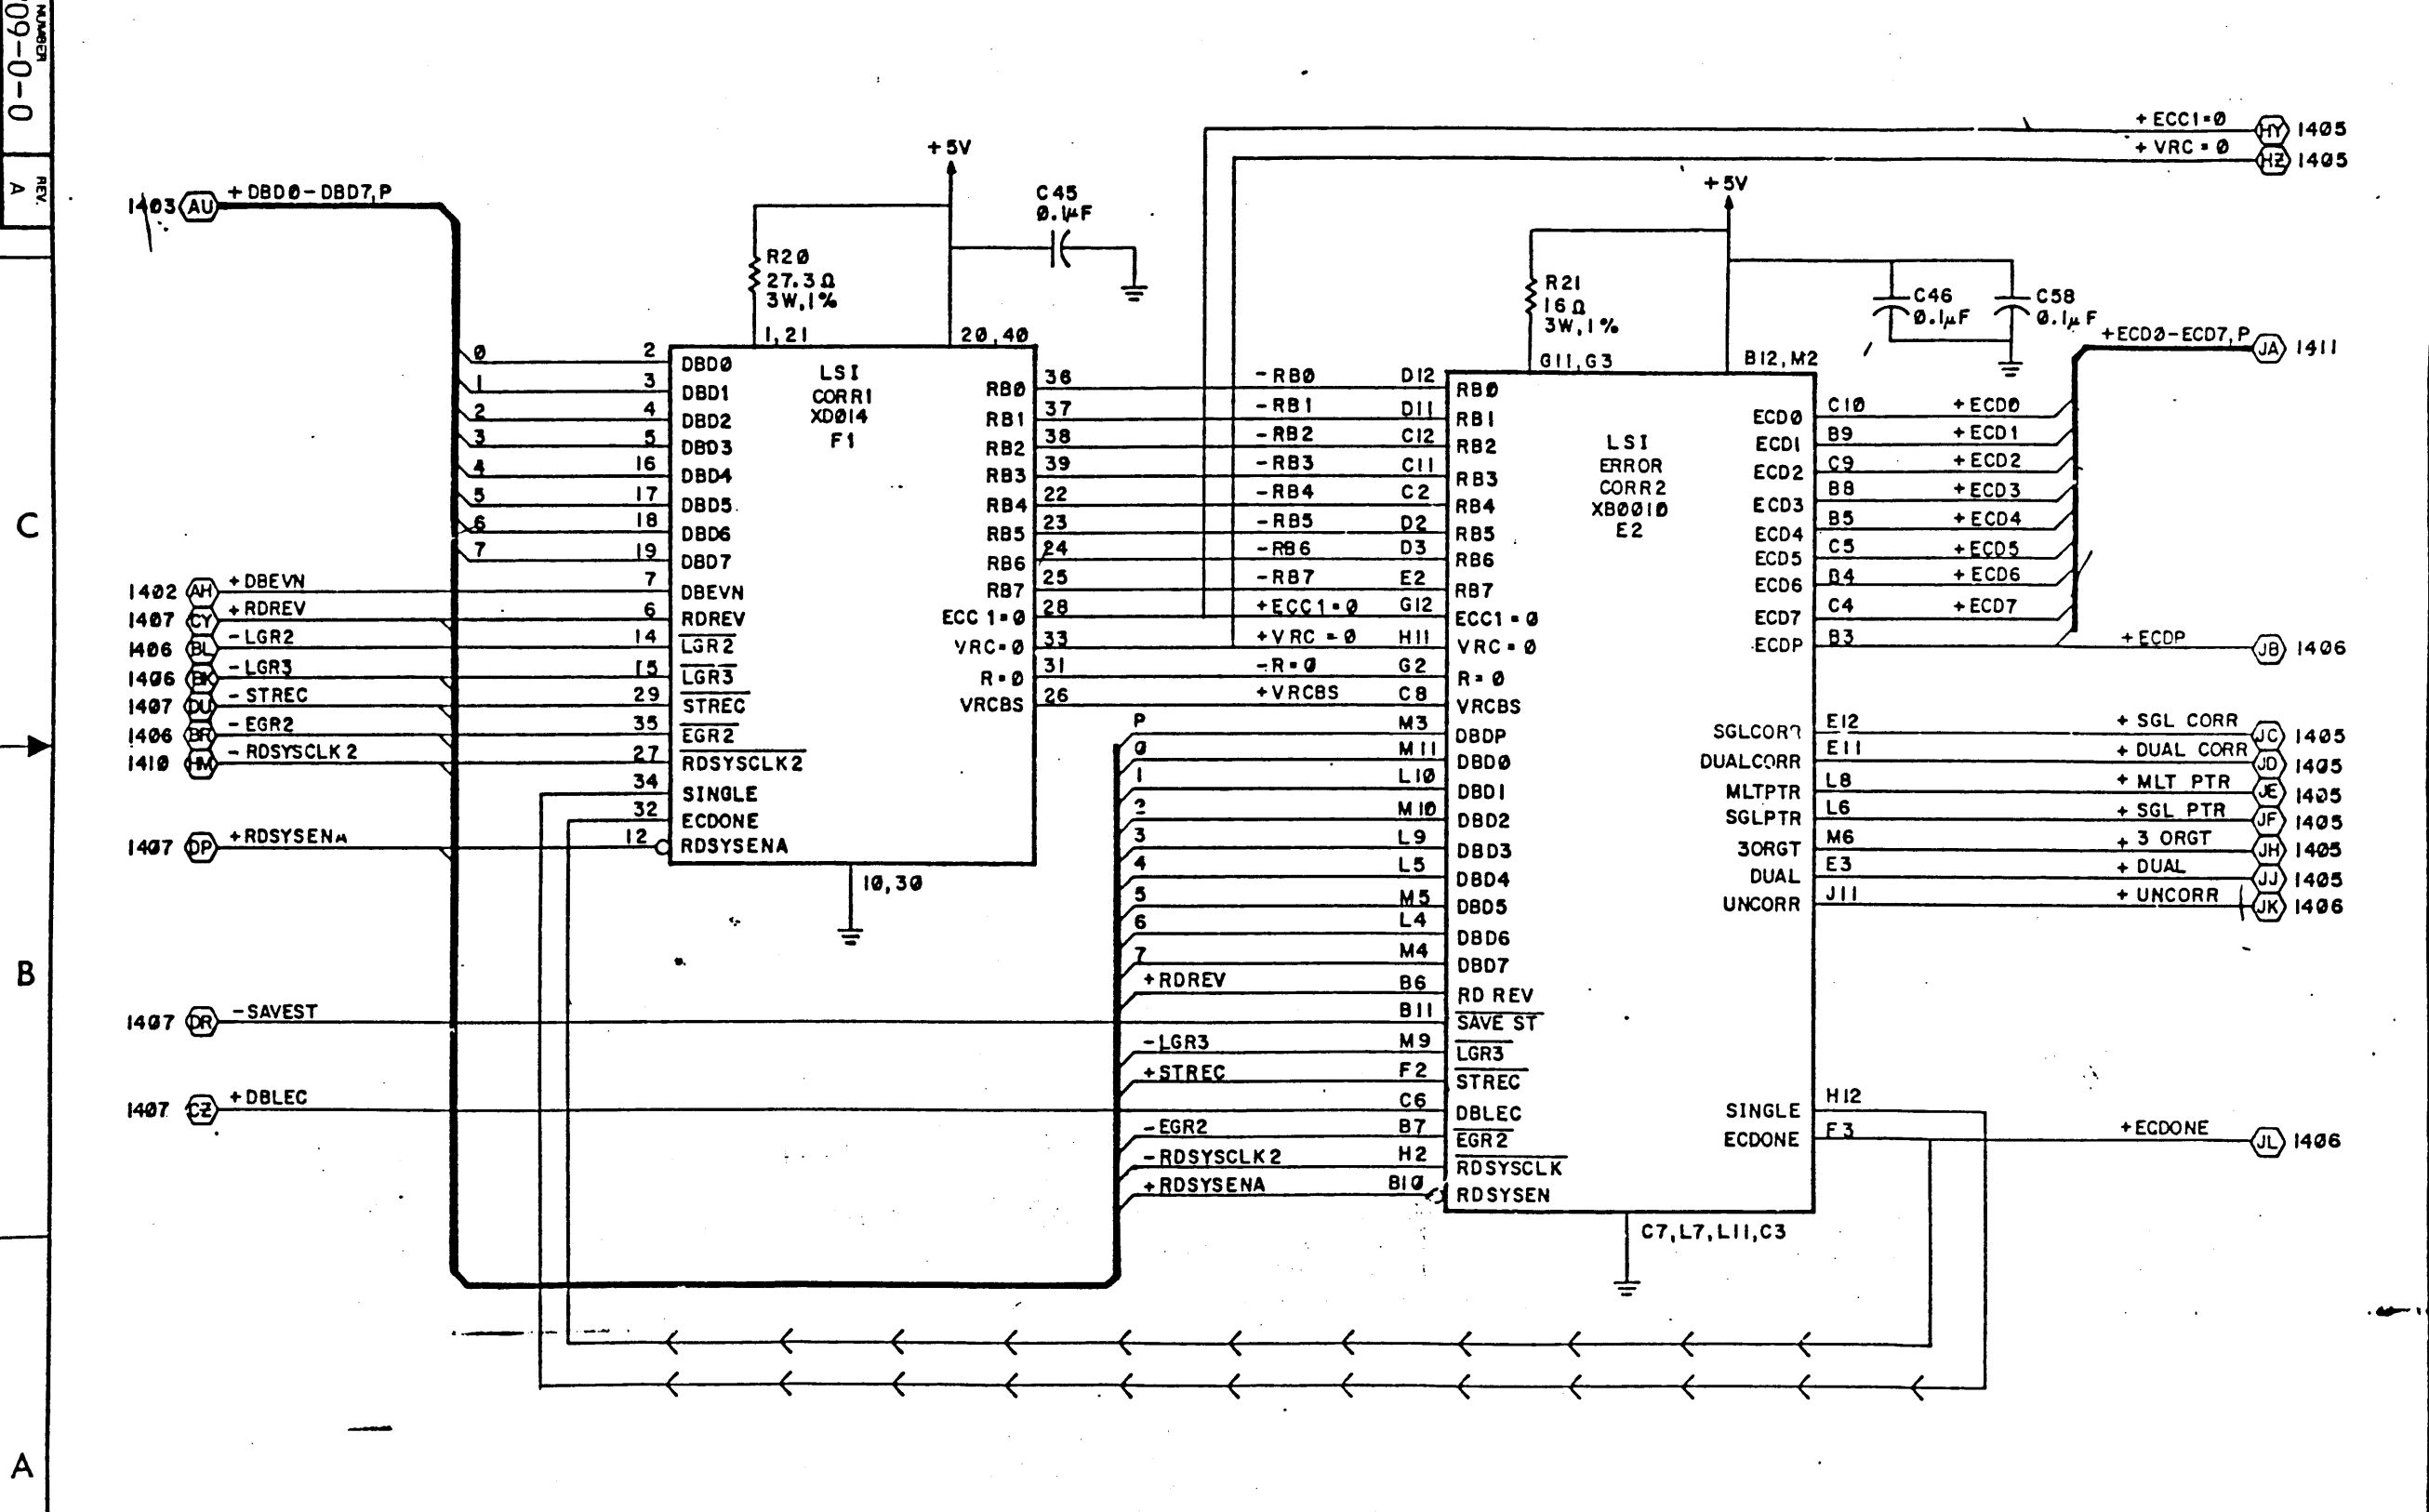 NUMBER
09-0-0
REV.
A
C
B
A
1403 AU +DBD0-DBD7,P
1402 AH +DBEVN
1407 CY +RDREV
1406 BL -LGR2
1406 BK -LGR3
1407 DU -STREC
1406 BR -EGR2
1410 HM -RDSYSCLK2
1407 DP +RDSYSENA
1407 DR -SAVEST
1407 CZ +DBLEC
+5V
C45
0.1µF
R20
27.3Ω
3W,1%
1,21
20,40
LSI
CORR1
XD014
F1
0 2 DBD0
1 3 DBD1
2 4 DBD2
3 5 DBD3
4 16 DBD4
5 17 DBD5
6 18 DBD6
7 19 DBD7
7 DBEVN
6 RDREV
14 LGR2
15 LGR3
29 STREC
35 EGR2
27 RDSYSCLK2
34 SINGLE
32 ECDONE
12 RDSYSENA
10,30
RB0 36 -RB0 D12 RB0
RB1 37 -RB1 D11 RB1
RB2 38 -RB2 C12 RB2
RB3 39 -RB3 C11 RB3
RB4 22 -RB4 C2 RB4
RB5 23 -RB5 D2 RB5
RB6 24 -RB6 D3 RB6
RB7 25 -RB7 E2 RB7
ECC 1=0 28 +ECC1=0 G12 ECC1=0
VRC=0 33 +VRC=0 H11 VRC=0
R=0 31 -R=0 G2 R=0
VRCBS 26 +VRCBS C8 VRCBS
P M3 DBDP
0 M11 DBD0
1 L10 DBD1
2 M10 DBD2
3 L9 DBD3
4 L5 DBD4
5 M5 DBD5
6 L4 DBD6
7 M4 DBD7
+RDREV B6 RD REV
B11 SAVE ST
-LGR3 M9 LGR3
+STREC F2 STREC
C6 DBLEC
-EGR2 B7 EGR2
-RDSYSCLK2 H2 RDSYSCLK
+RDSYSENA B10 RDSYSEN
C7,L7,L11,C3
+5V
R21
16Ω
3W,1%
G11,G3
B12,M2
C46
0.1µF
C58
0.1µF
LSI
ERROR
CORR2
XB0010
E2
+ECC1=0 HY 1405
+VRC=0 HZ 1405
+ECD0-ECD7,P JA 1411
ECD0 C10 +ECD0
ECD1 B9 +ECD1
ECD2 C9 +ECD2
ECD3 B8 +ECD3
ECD4 B5 +ECD4
ECD5 C5 +ECD5
ECD6 B4 +ECD6
ECD7 C4 +ECD7
ECDP B3 +ECDP JB 1406
SGLCORR E12 + SGL CORR JC 1405
DUALCORR E11 + DUAL CORR JD 1405
MLTPTR L8 + MLT PTR JE 1405
SGLPTR L6 + SGL PTR JF 1405
3ORGT M6 + 3 ORGT JH 1405
DUAL E3 + DUAL JJ 1405
UNCORR J11 + UNCORR JK 1406
SINGLE H12
ECDONE F3 +ECDONE JL 1406